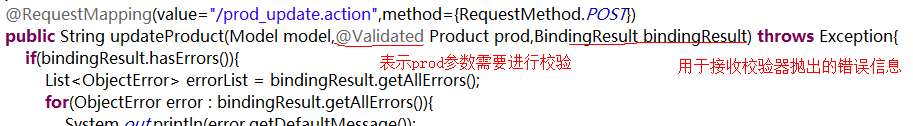 @RequestMapping(value="/prod_update.action",method={RequestMethod.POST})
public String updateProduct(Model model,@Validated Product prod,BindingResult bindingResult) throws Exception{
if(bindingResult.hasErrors()){ 表示prod参数需要进行校验 用于接收校验器抛出的错误信息
List<ObjectError> errorList = bindingResult.getAllErrors();
for(ObjectError error : bindingResult.getAllErrors()){
System.out.println(error.getDefaultMessage());